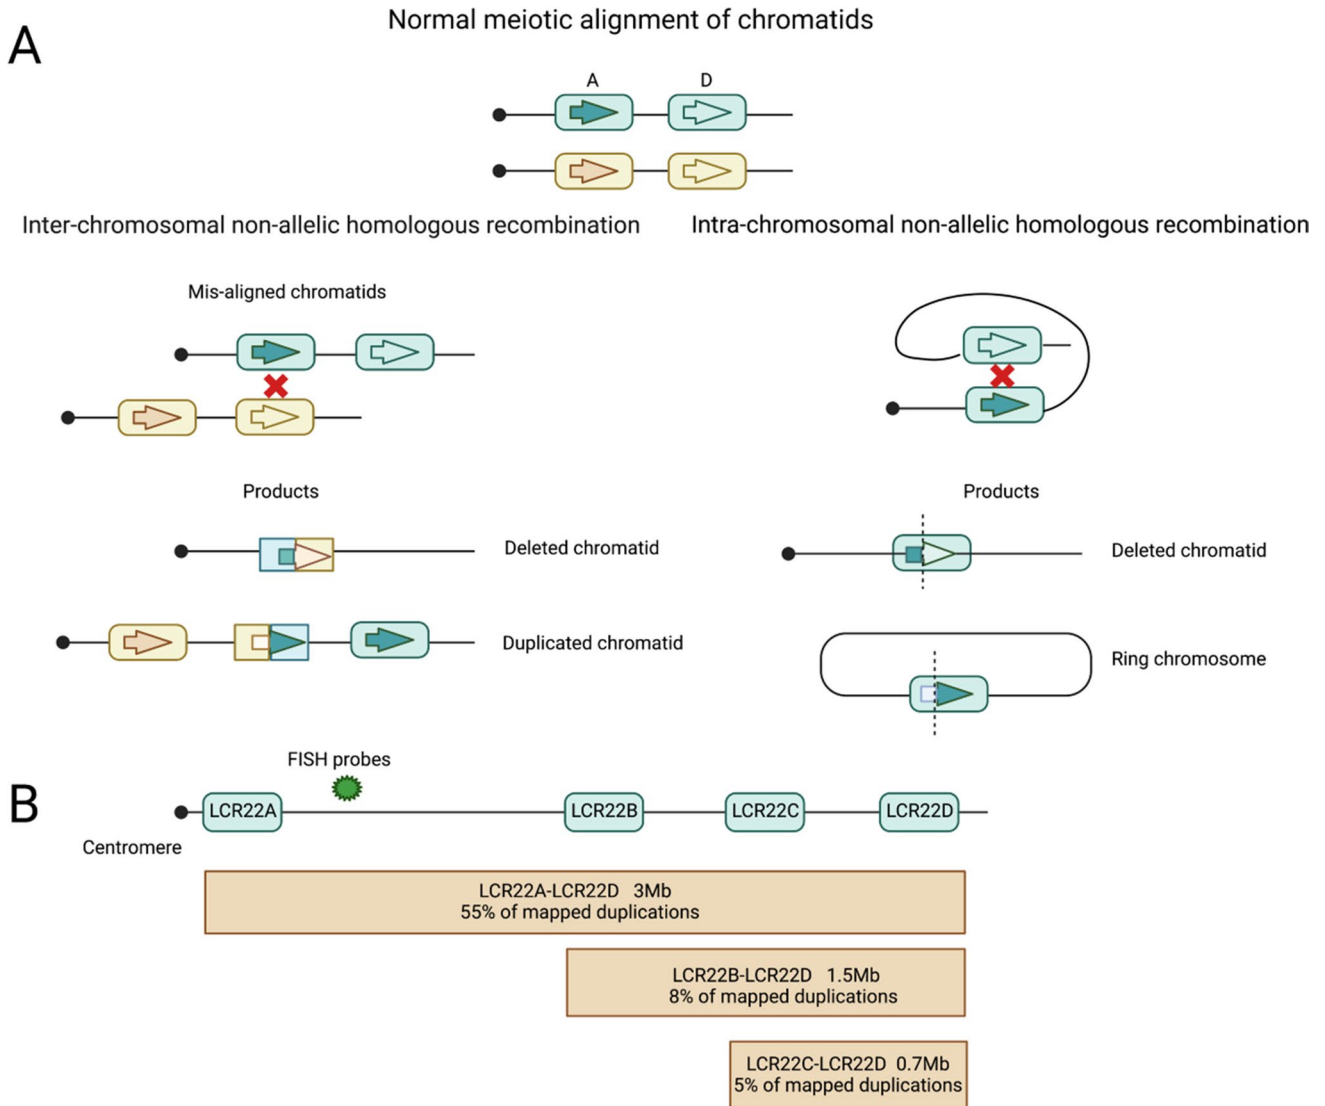 A
Normal meiotic alignment of chromatids
A
D
Inter-chromosomal non-allelic homologous recombination
Intra-chromosomal non-allelic homologous recombination
Mis-aligned chromatids
Products
Deleted chromatid
Duplicated chromatid
Products
Deleted chromatid
Ring chromosome
B
FISH probes
LCR22A
LCR22B
LCR22C
LCR22D
Centromere
LCR22A-LCR22D 3Mb
55% of mapped duplications
LCR22B-LCR22D 1.5Mb
8% of mapped duplications
LCR22C-LCR22D 0.7Mb
5% of mapped duplications